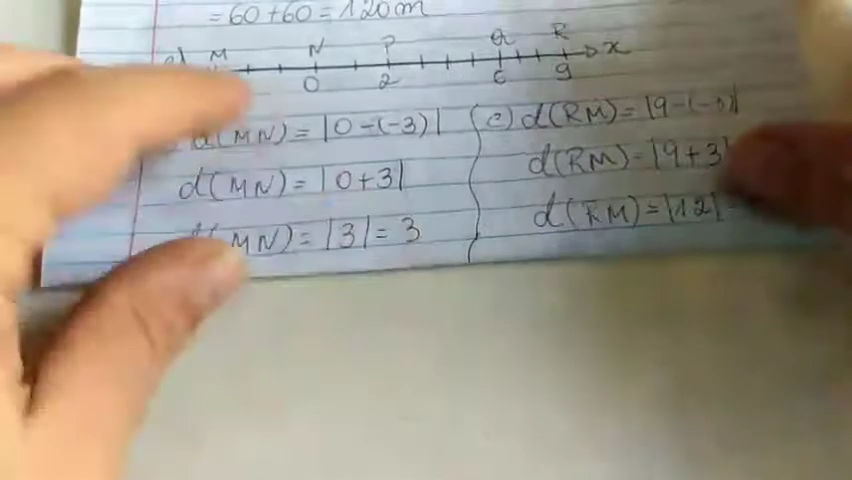 = 60 + 60 = 120m
M N P Q R x
0 2 6 9
d(MN) = |0-(-3)|
d(MN) = |0+3|
MN) = |3| = 3
e) d(RM) = |9-(-3)|
d(RM) = |9+3|
d(RM) = |12| =